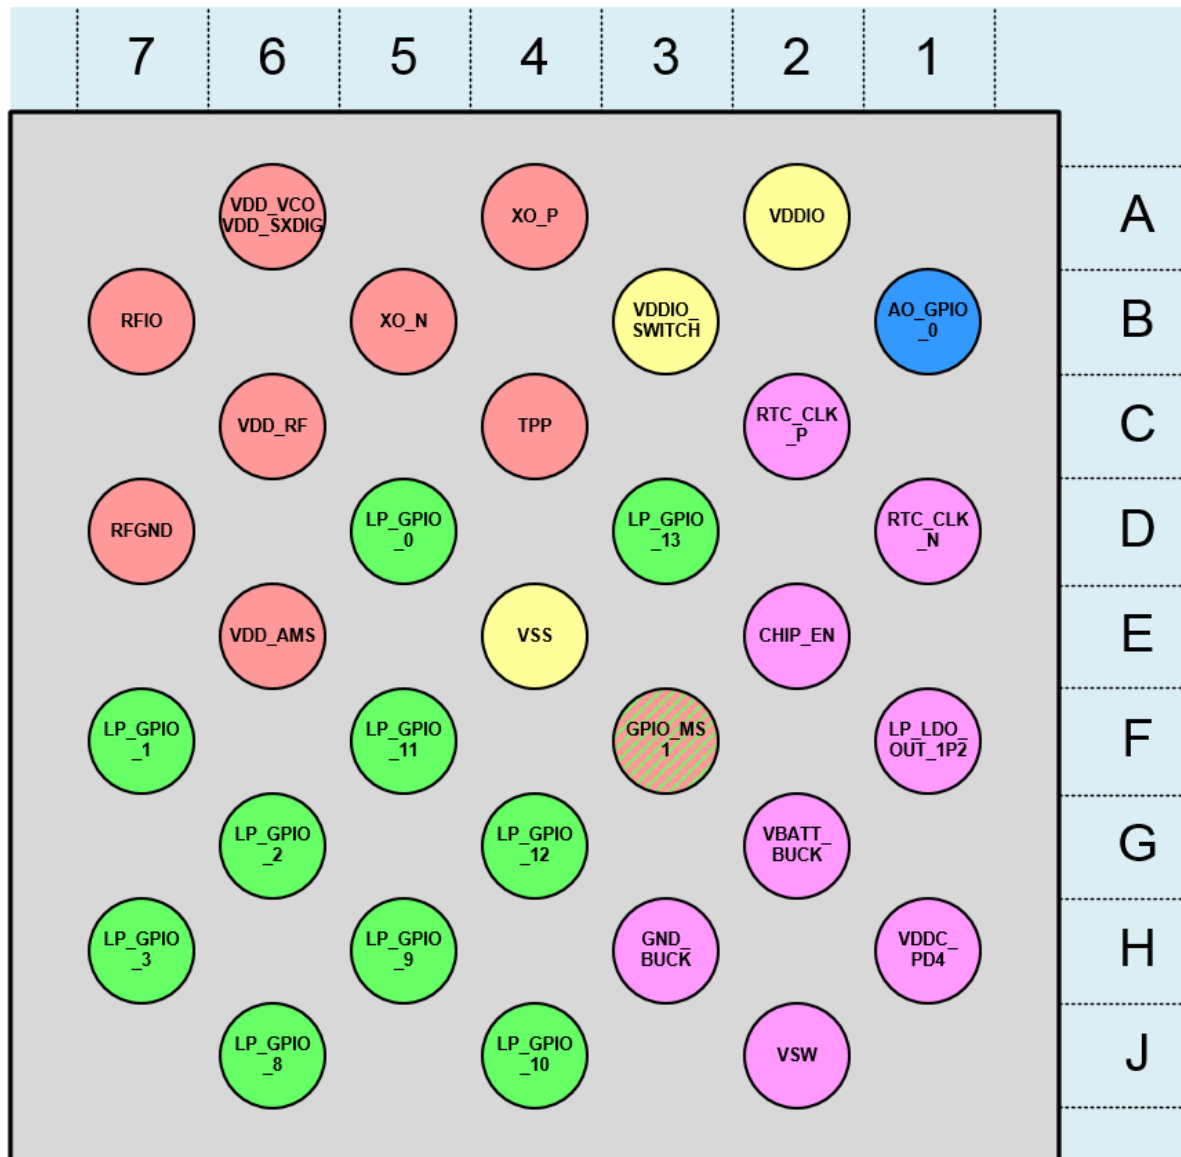 7 6 5 4 3 2 1
VDD_VCO
VDD_SXDIG
XO_P
VDDIO
A
RFIO
XO_N
VDDIO_
SWITCH
AO_GPIO
_0
B
VDD_RF
TPP
RTC_CLK
_P
C
RFGND
LP_GPIO
_0
LP_GPIO
_13
RTC_CLK
_N
D
VDD_AMS
VSS
CHIP_EN
E
LP_GPIO
_1
LP_GPIO
_11
GPIO_MS
1
LP_LDO_
OUT_1P2
F
LP_GPIO
_2
LP_GPIO
_12
VBATT_
BUCK
G
LP_GPIO
_3
LP_GPIO
_9
GND_
BUCK
VDDC_
PD4
H
LP_GPIO
_8
LP_GPIO
_10
VSW
J